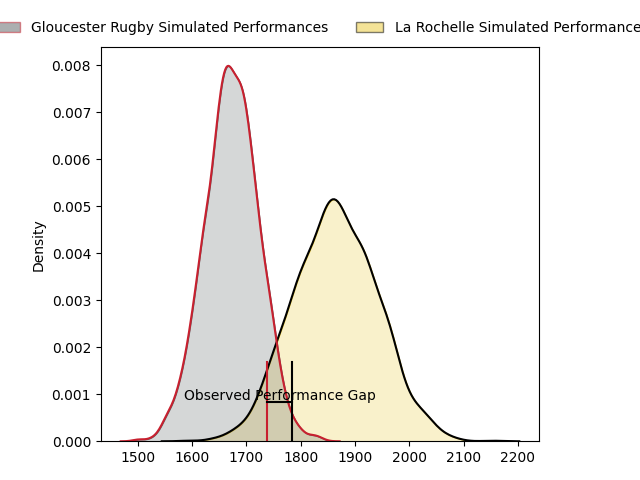 Gloucester Rugby Simulated Performances La Rochelle Simulated Performance
0.008
0.007
0.006
0.005
0.004
0.003
0.002
0.001
0.000
Density
Observed Performance Gap
1500 1600 1700 1800 1900 2000 2100 2200